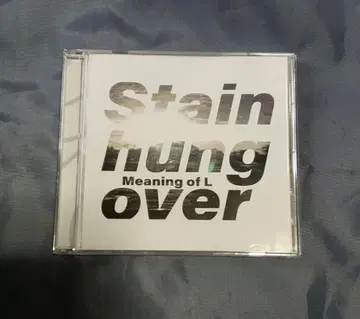 Stain
hung
Meaning of L
over